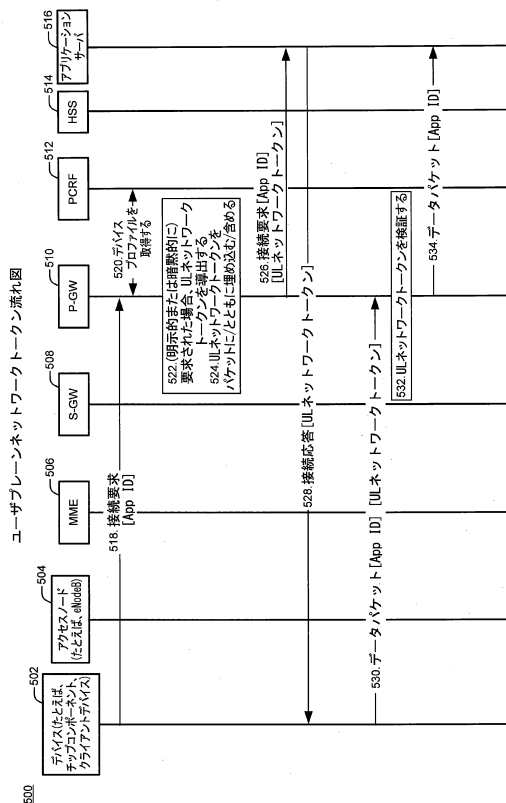 ユーザプレーンネットワークトークン流れ図
500
502
デバイス(たとえば、
チップコンポーネント、
クライアントデバイス)
504
アクセスノード
(たとえば、eNodeB)
506
MME
508
S-GW
510
P-GW
512
PCRF
514
HSS
516
アプリケーション
サーバ
518.接続要求
[App ID]
520.デバイス
プロファイルを
取得する
522.(明示的または暗黙的に)
要求された場合、ULネットワーク
トークンを導出する
524.ULネットワークトークンを
パケットに/とともに埋め込む/含める
526.接続要求[App ID]
[ULネットワークトークン]
528.接続応答[ULネットワークトークン]
530.データパケット[App ID] [ULネットワークトークン]
532.ULネットワークトークンを検証する
534.データパケット[App ID]